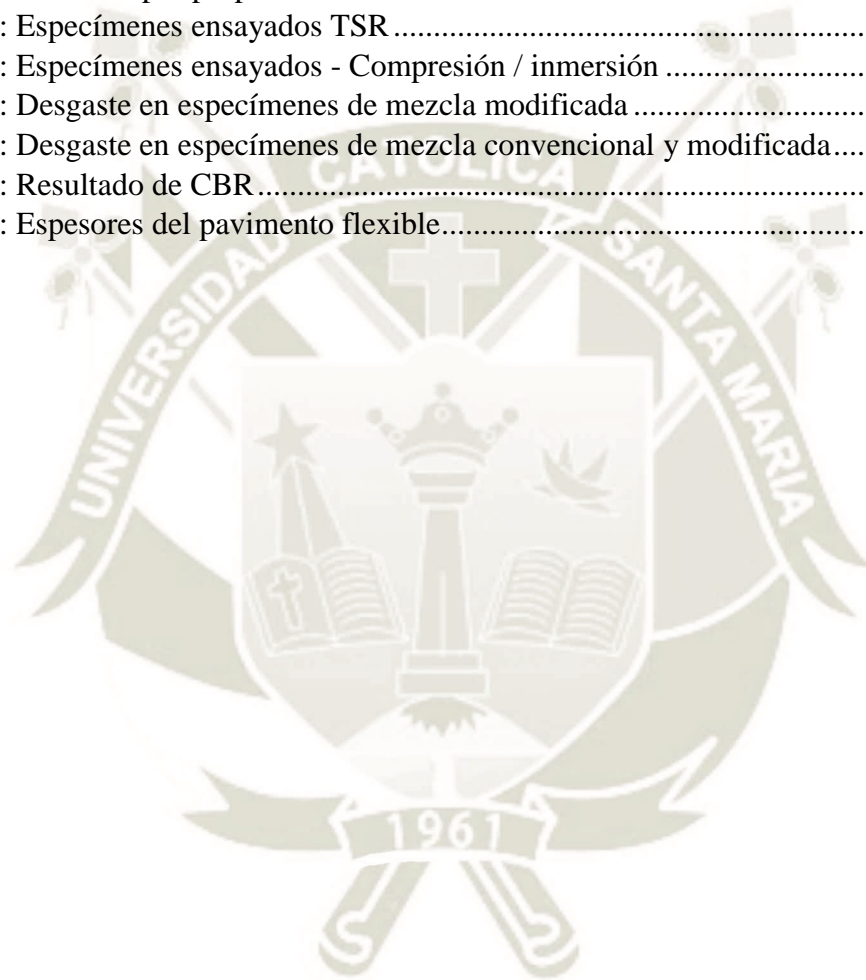 : Especímenes ensayados TSR........................................................
: Especímenes ensayados - Compresión / inmersión.........................
: Desgaste en especímenes de mezcla modificada.............................
: Desgaste en especímenes de mezcla convencional y modificada....
: Resultado de CBR...........................................................................
: Espesores del pavimento flexible.....................................................
UNIVERSIDAD CATOLICA SANTA MARIA
1961